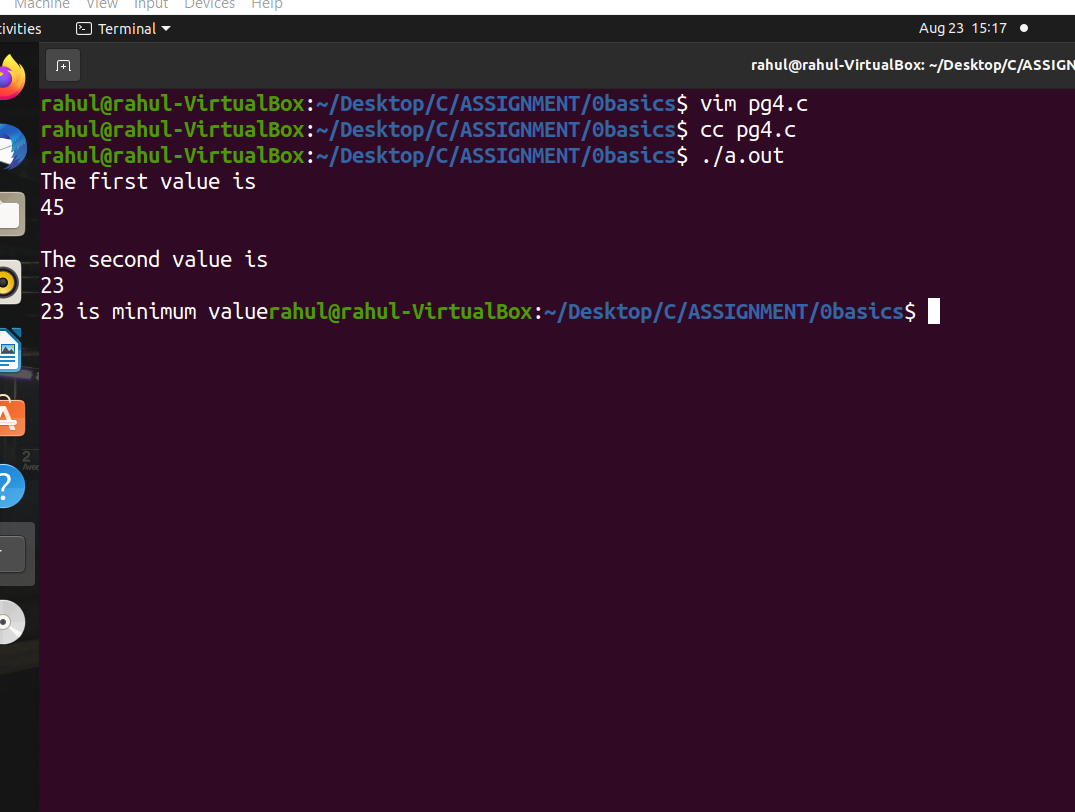 Machine View Input Devices Help
ivities Terminal Aug 23 15:17
rahul@rahul-VirtualBox: ~/Desktop/C/ASSIGN
rahul@rahul-VirtualBox:~/Desktop/C/ASSIGNMENT/0basics$ vim pg4.c
rahul@rahul-VirtualBox:~/Desktop/C/ASSIGNMENT/0basics$ cc pg4.c
rahul@rahul-VirtualBox:~/Desktop/C/ASSIGNMENT/0basics$ ./a.out
The first value is
45
The second value is
23
23 is minimum valuerahul@rahul-VirtualBox:~/Desktop/C/ASSIGNMENT/0basics$